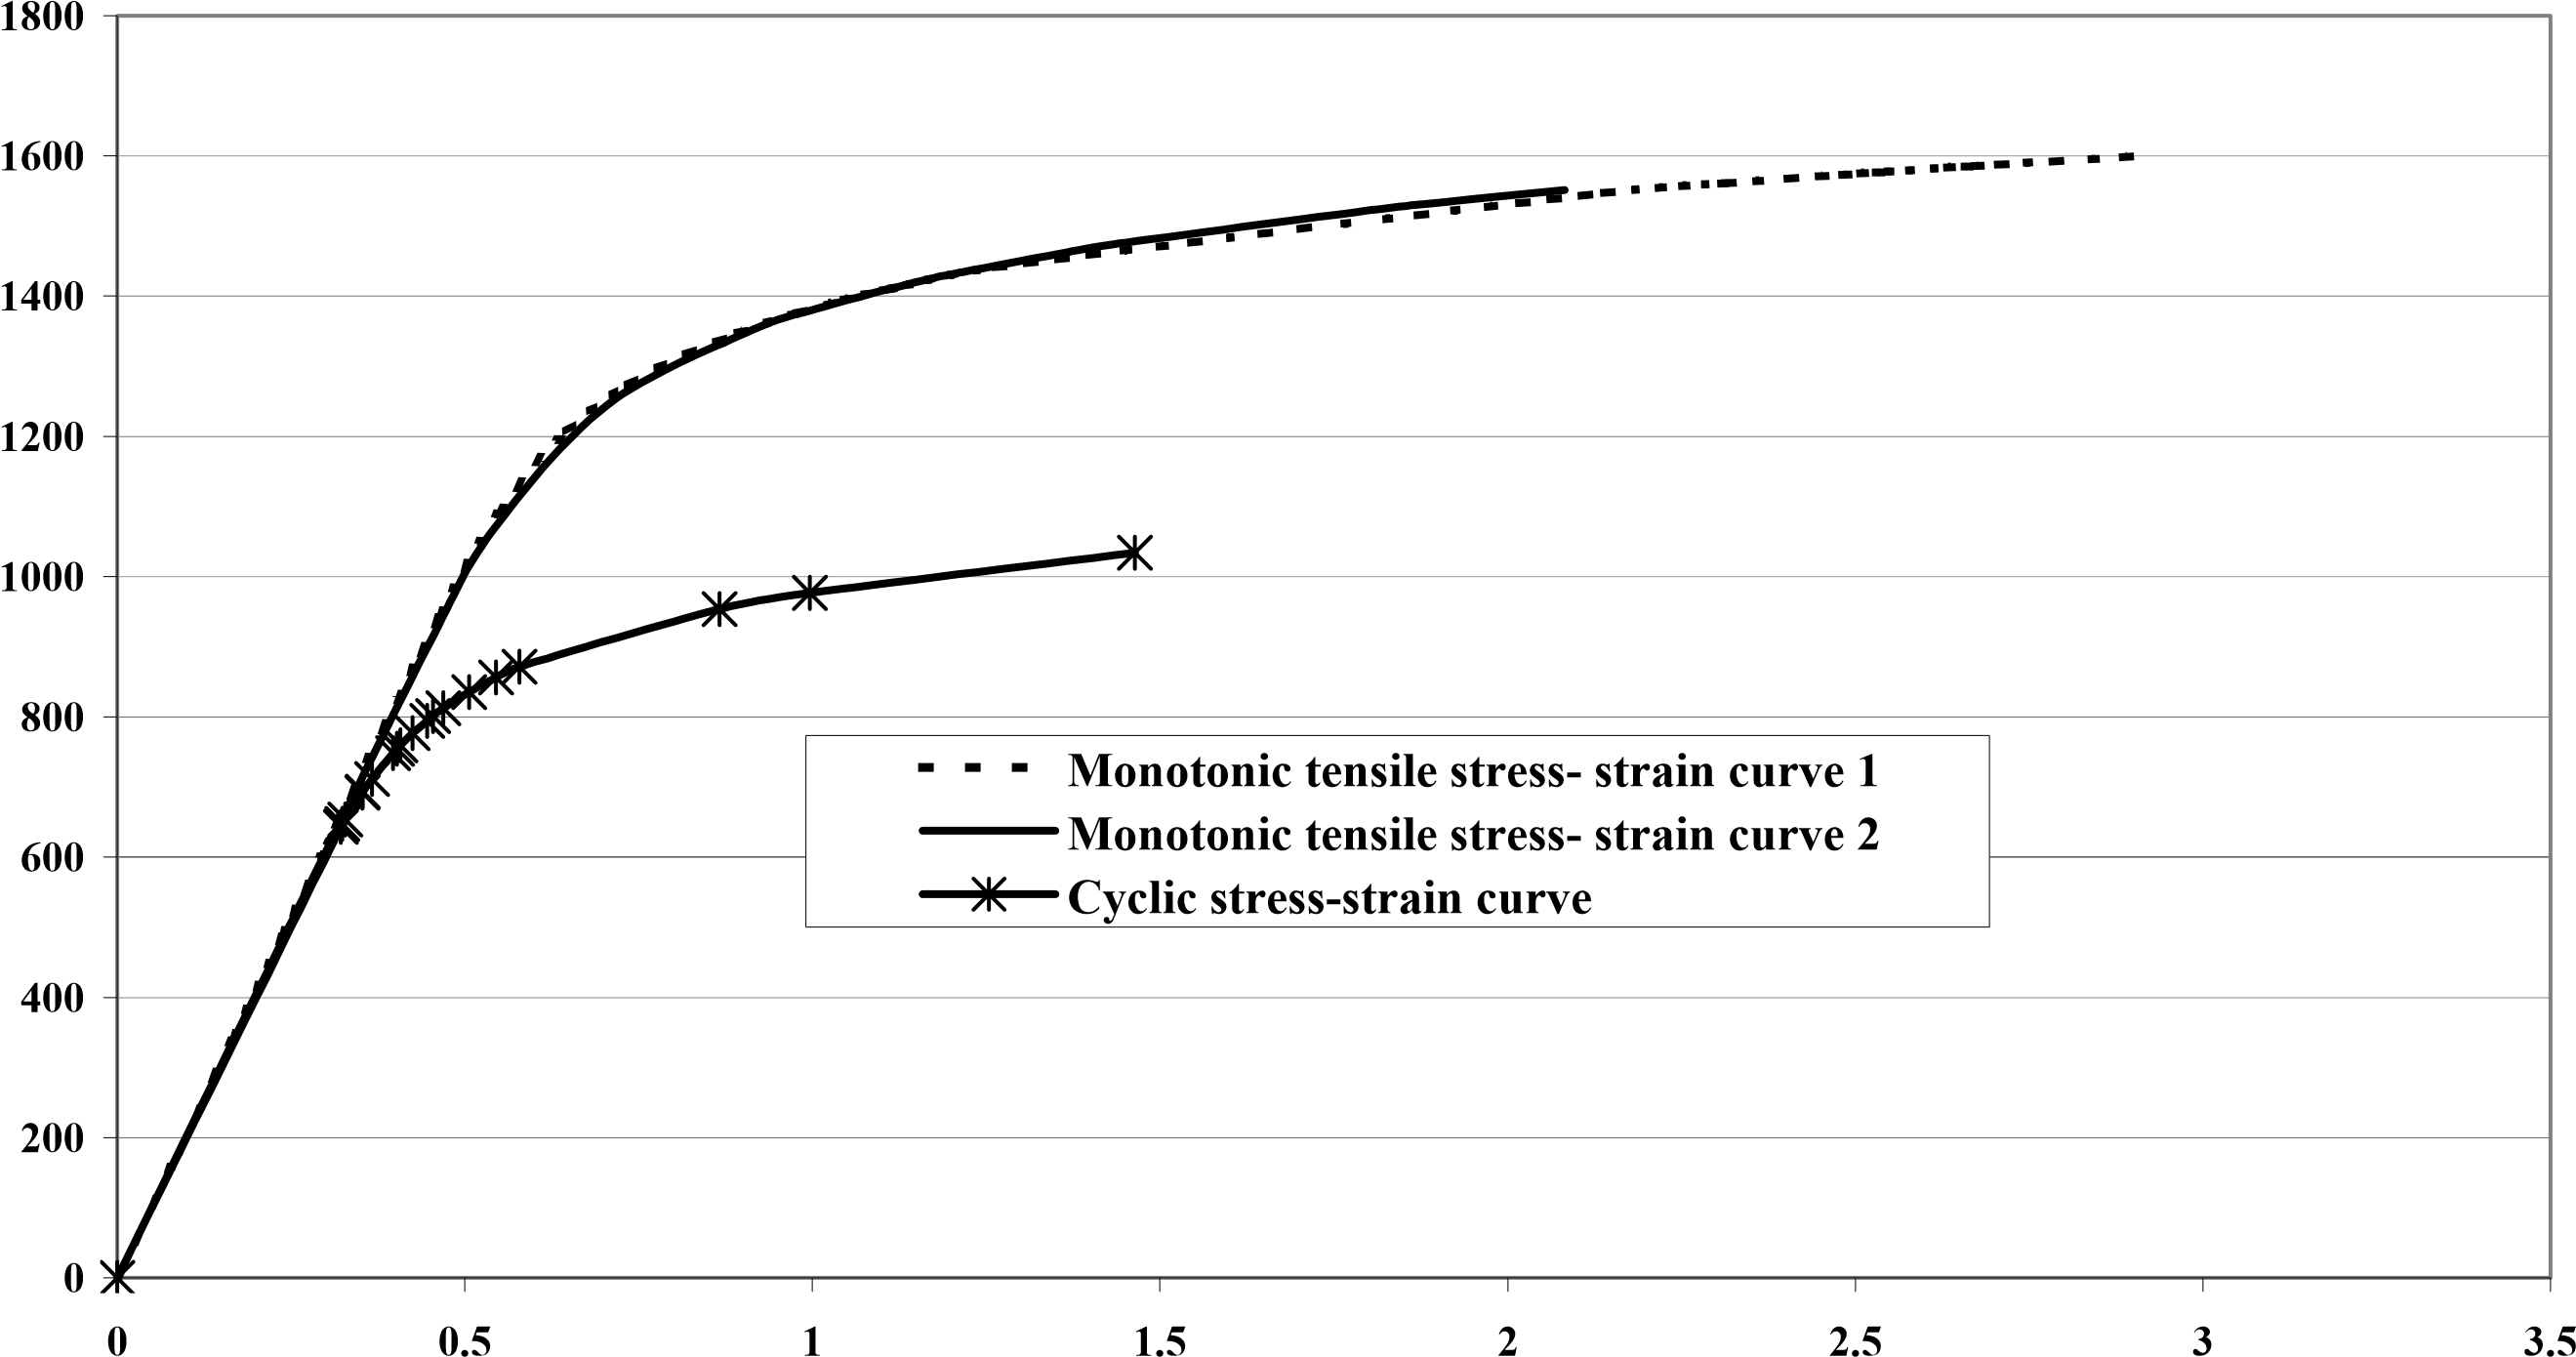 1800
1600
1400
1200
1000
800
600
400
200
0
Monotonic tensile stress- strain curve 1
Monotonic tensile stress- strain curve 2
Cyclic stress-strain curve
0 0.5 1 1.5 2 2.5 3 3.5